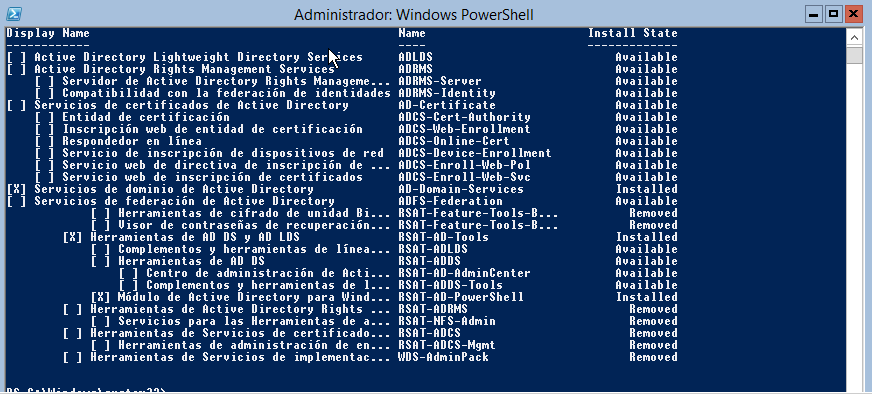 Administrador: Windows PowerShell
Display Name Name Install State
------------ ---- -------------
[ ] Active Directory Lightweight Directory Services ADLDS Available
[ ] Active Directory Rights Management Services ADRMS Available
[ ] Servidor de Active Directory Rights Manageme... ADRMS-Server Available
[ ] Compatibilidad con la federación de identidades ADRMS-Identity Available
[ ] Servicios de certificados de Active Directory AD-Certificate Available
[ ] Entidad de certificación ADCS-Cert-Authority Available
[ ] Inscripción web de entidad de certificación ADCS-Web-Enrollment Available
[ ] Respondedor en línea ADCS-Online-Cert Available
[ ] Servicio de inscripción de dispositivos de red ADCS-Device-Enrollment Available
[ ] Servicio web de directiva de inscripción de ... ADCS-Enroll-Web-Pol Available
[ ] Servicio web de inscripción de certificados ADCS-Enroll-Web-Svc Available
[X] Servicios de dominio de Active Directory AD-Domain-Services Installed
[ ] Servicios de federación de Active Directory ADFS-Federation Available
[ ] Herramientas de cifrado de unidad Bi... RSAT-Feature-Tools-B... Removed
[ ] Visor de contraseñas de recuperación... RSAT-Feature-Tools-B... Removed
[X] Herramientas de AD DS y AD LDS RSAT-AD-Tools Installed
[ ] Complementos y herramientas de línea... RSAT-ADLDS Available
[ ] Herramientas de AD DS RSAT-ADDS Available
[ ] Centro de administración de Acti... RSAT-AD-AdminCenter Available
[ ] Complementos y herramientas de l... RSAT-ADDS-Tools Available
[X] Módulo de Active Directory para Wind... RSAT-AD-PowerShell Installed
[ ] Herramientas de Active Directory Rights ... RSAT-ADRMS Removed
[ ] Servicios para las Herramientas de a... RSAT-NFS-Admin Removed
[ ] Herramientas de Servicios de certificado... RSAT-ADCS Removed
[ ] Herramientas de administración de en... RSAT-ADCS-Mgmt Removed
[ ] Herramientas de Servicios de implementac... WDS-AdminPack Removed
PS C:\Windows\system32>